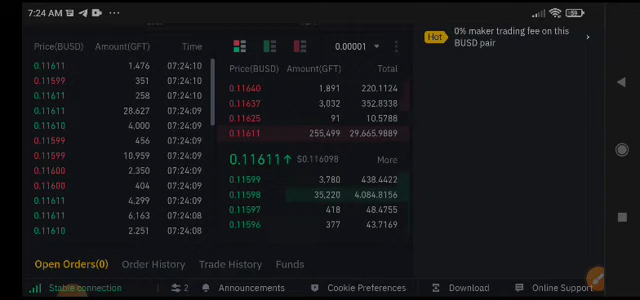 7:24 AM
Price(BUSD) Amount(GFT) Time
0.11611 1,476 07:24:10
0.11599 351 07:24:10
0.11611 258 07:24:10
0.11611 28,627 07:24:09
0.11610 4,000 07:24:09
0.11599 456 07:24:09
0.11599 10,959 07:24:09
0.11600 2,350 07:24:09
0.11600 404 07:24:09
0.11611 4,299 07:24:09
0.11611 6,163 07:24:08
0.11610 2,251 07:24:08
0.00001
Price(BUSD) Amount(GFT) Total
0.11640 1,891 220.1124
0.11637 3,032 352.8338
0.11625 91 10.5788
0.11611 255,499 29,665.9889
0.11611↑ $0.116098 More
0.11599 3,780 438.4422
0.11598 35,220 4,084.8156
0.11597 418 48.4755
0.11596 377 43.7169
Hot 0% maker trading fee on this
BUSD pair
Open Orders(0) Order History Trade History Funds
Stable connection 2 Announcements Cookie Preferences Download Online Support